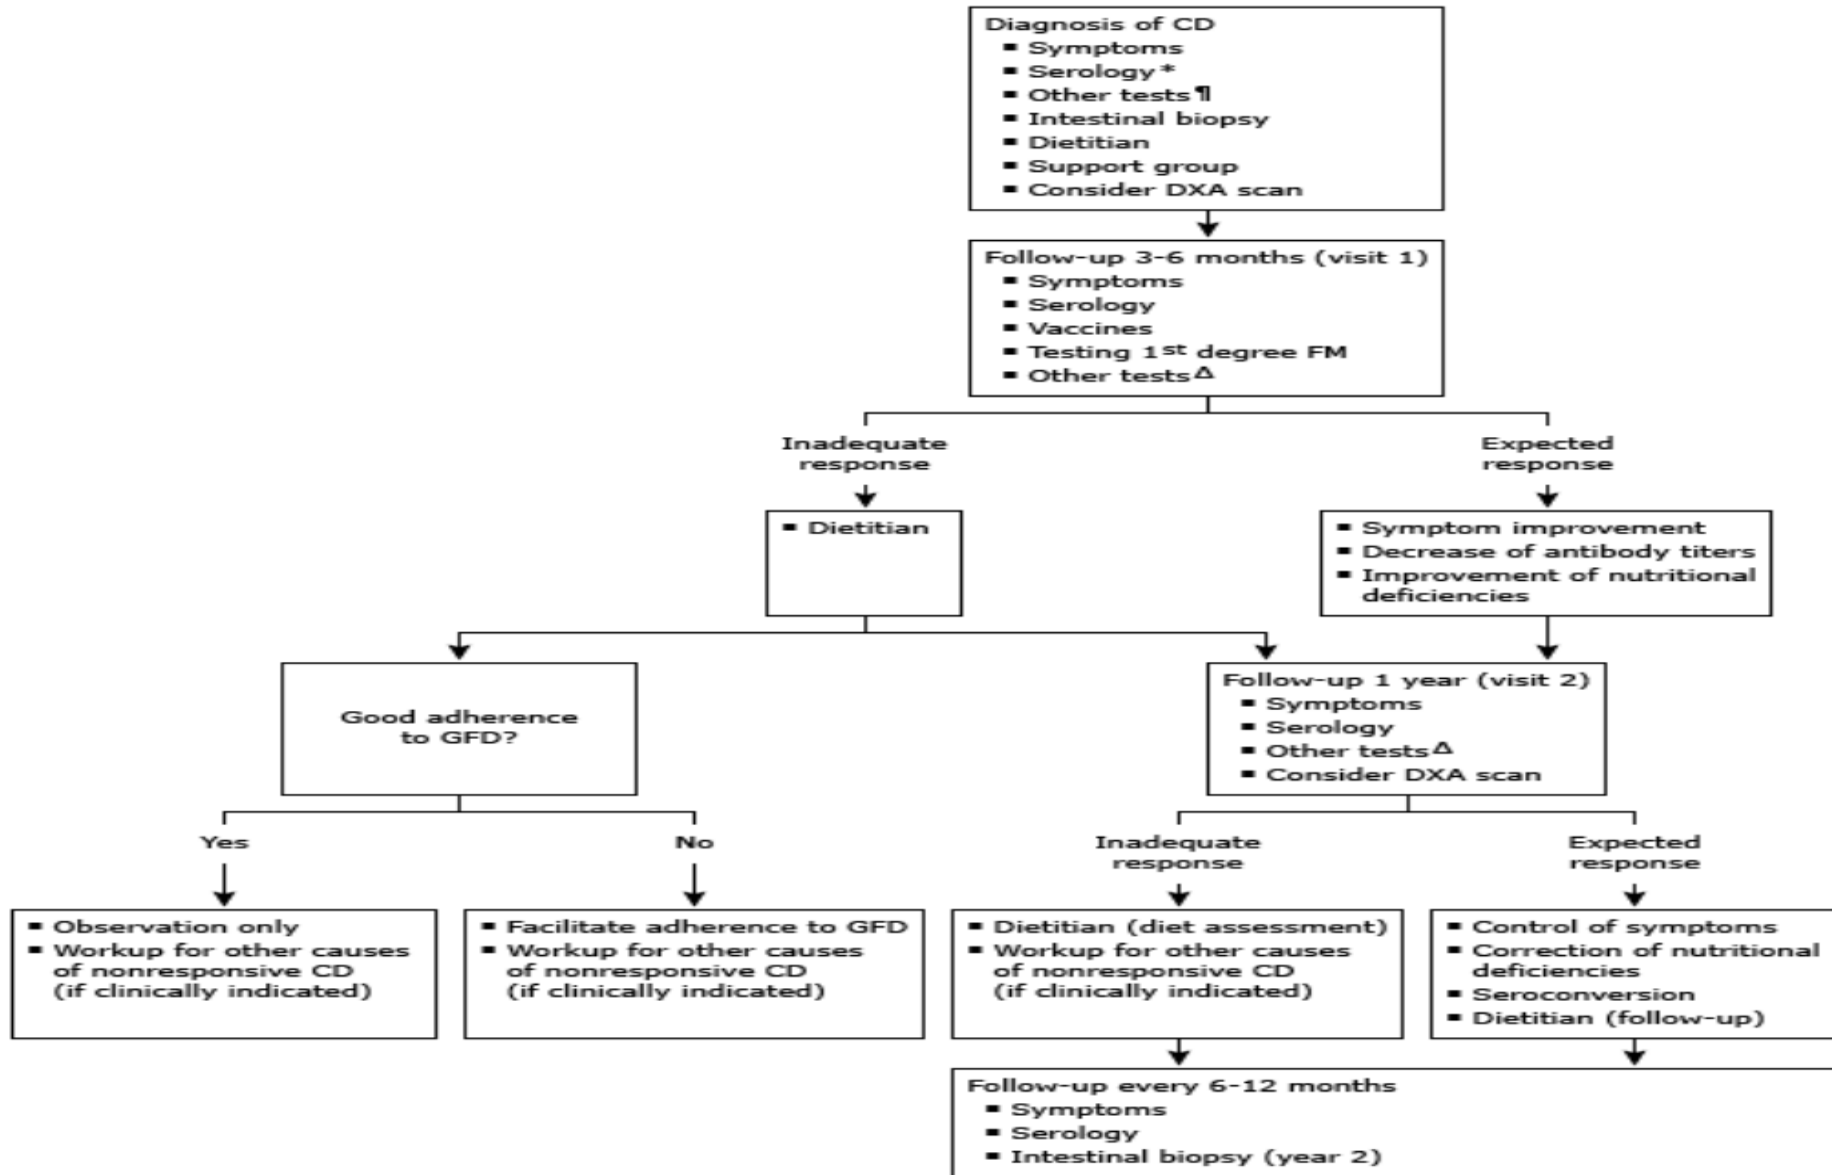 Diagnosis of CD
▪ Symptoms
▪ Serology*
▪ Other tests¶
▪ Intestinal biopsy
▪ Dietitian
▪ Support group
▪ Consider DXA scan
Follow-up 3-6 months (visit 1)
▪ Symptoms
▪ Serology
▪ Vaccines
▪ Testing 1st degree FM
▪ Other testsΔ
Inadequate
response
Expected
response
▪ Dietitian
▪ Symptom improvement
▪ Decrease of antibody titers
▪ Improvement of nutritional
deficiencies
Good adherence
to GFD?
Follow-up 1 year (visit 2)
▪ Symptoms
▪ Serology
▪ Other testsΔ
▪ Consider DXA scan
Yes
No
Inadequate
response
Expected
response
▪ Observation only
▪ Workup for other causes
of nonresponsive CD
(if clinically indicated)
▪ Facilitate adherence to GFD
▪ Workup for other causes
of nonresponsive CD
(if clinically indicated)
▪ Dietitian (diet assessment)
▪ Workup for other causes
of nonresponsive CD
(if clinically indicated)
▪ Control of symptoms
▪ Correction of nutritional
deficiencies
▪ Seroconversion
▪ Dietitian (follow-up)
Follow-up every 6-12 months
▪ Symptoms
▪ Serology
▪ Intestinal biopsy (year 2)